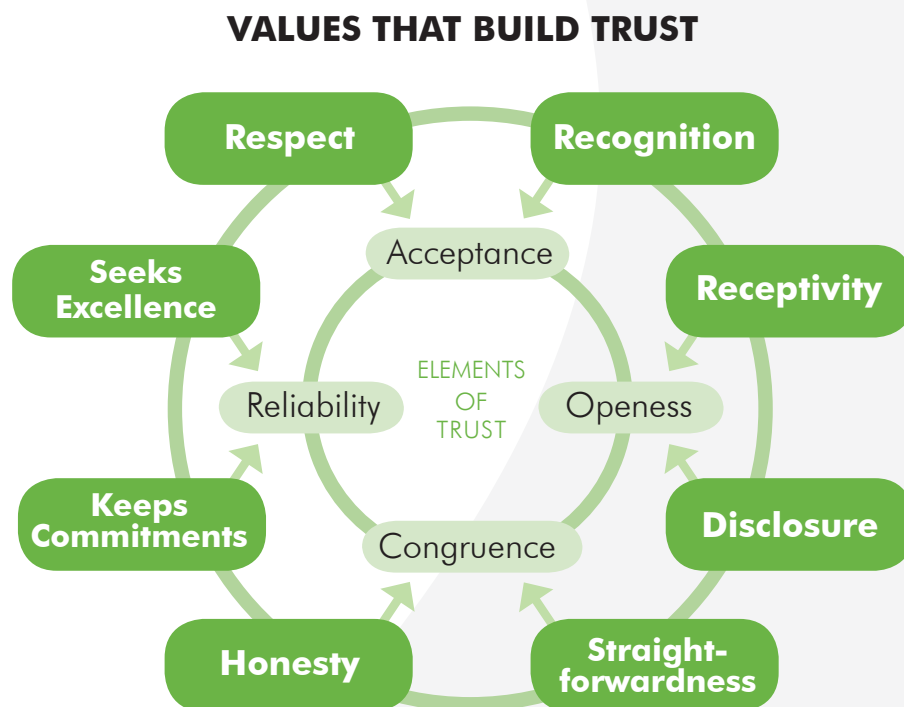 VALUES THAT BUILD TRUST
Respect
Recognition
Acceptance
Seeks
Excellence
Receptivity
ELEMENTS
OF
TRUST
Reliability
Openess
Keeps
Commitments
Disclosure
Congruence
Honesty
Straight-
forwardness